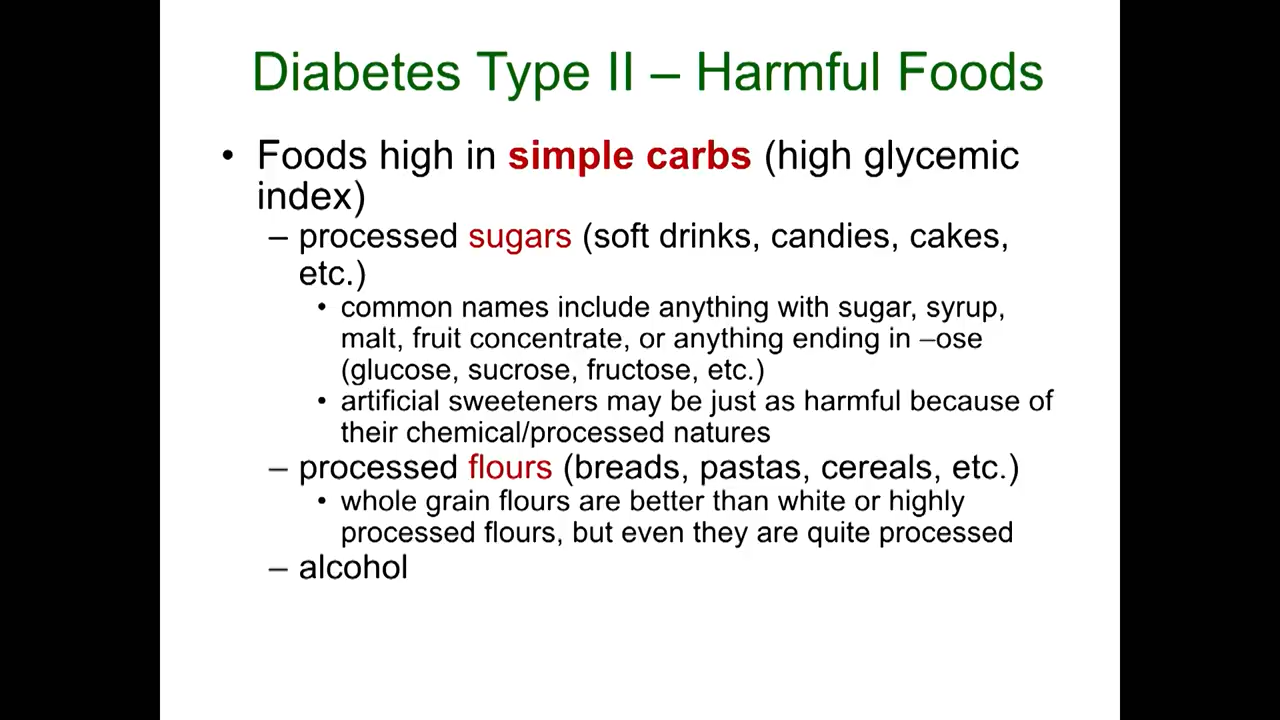 Diabetes Type II – Harmful Foods
• Foods high in simple carbs (high glycemic
index)
– processed sugars (soft drinks, candies, cakes,
etc.)
• common names include anything with sugar, syrup,
malt, fruit concentrate, or anything ending in –ose
(glucose, sucrose, fructose, etc.)
• artificial sweeteners may be just as harmful because of
their chemical/processed natures
– processed flours (breads, pastas, cereals, etc.)
• whole grain flours are better than white or highly
processed flours, but even they are quite processed
– alcohol